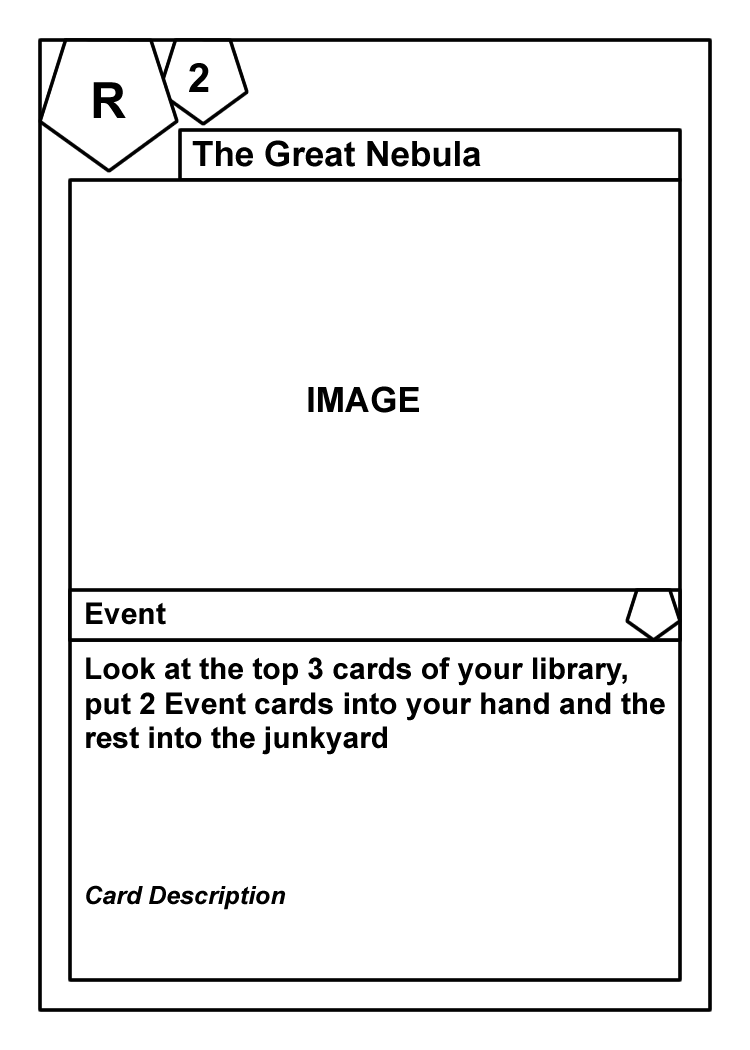 R
2
The Great Nebula
IMAGE
Event
Look at the top 3 cards of your library,
put 2 Event cards into your hand and the
rest into the junkyard
Card Description